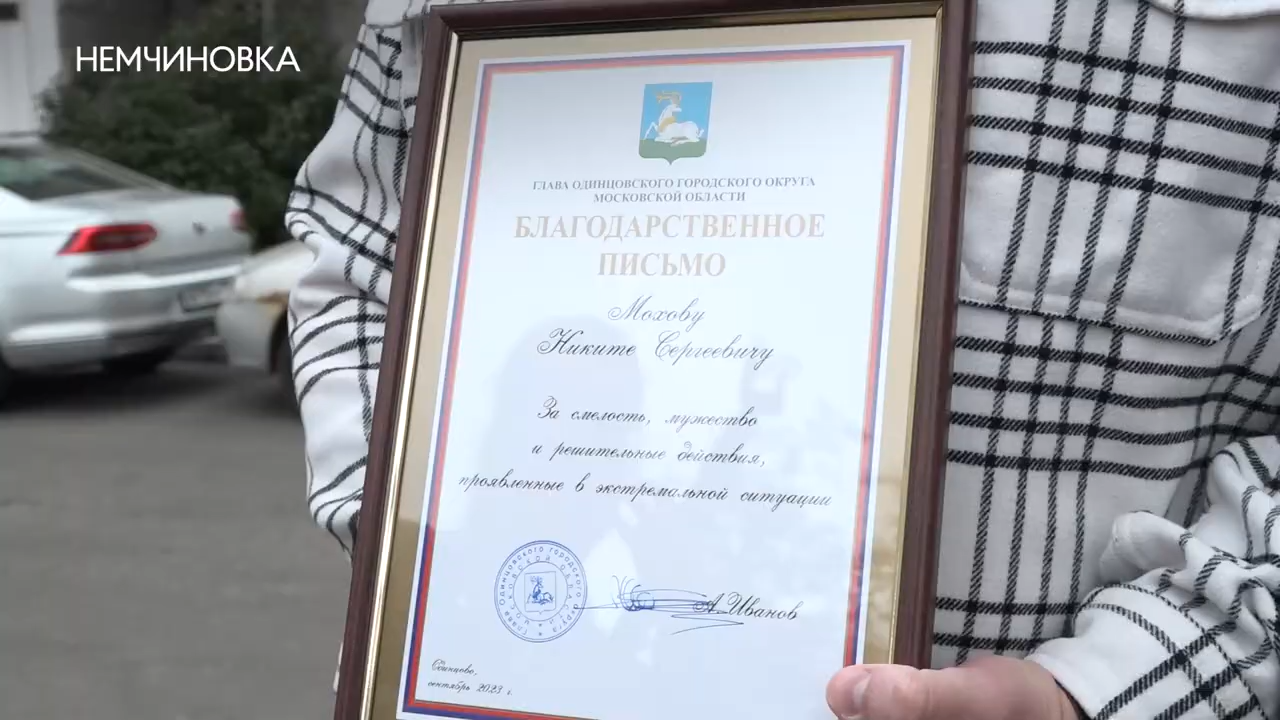 НЕМЧИНОВКА
ГЛАВА ОДИНЦОВСКОГО ГОРОДСКОГО ОКРУГА
МОСКОВСКОЙ ОБЛАСТИ
БЛАГОДАРСТВЕННОЕ
ПИСЬМО
Мохову
Никите Сергеевичу
За смелость, мужество
и решительные действия,
проявленные в экстремальной ситуации
А.Иванов
Одинцово,
сентябрь 2023 г.